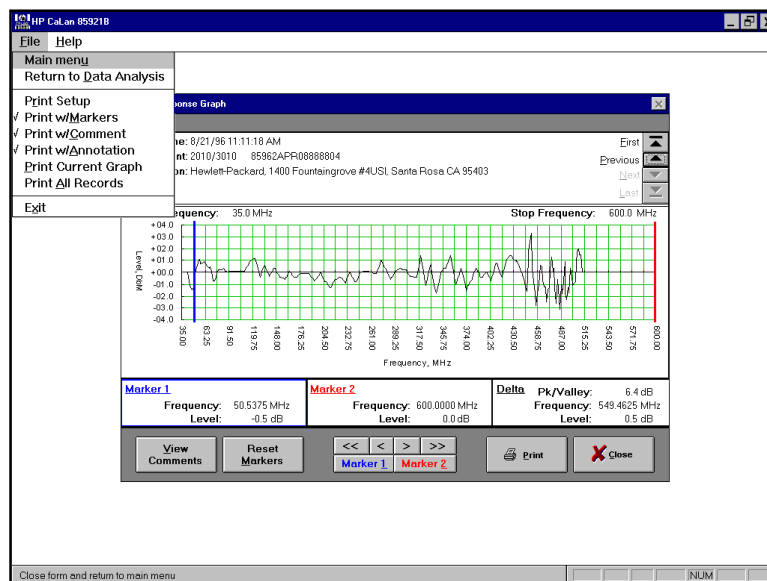 HP CaLan 85921B
File Help
Main menu
Return to Data Analysis
Print Setup
√ Print w/Markers
√ Print w/Comment
√ Print w/Annotation
Print Current Graph
Print All Records
Exit
Graph
8/21/96 11:11:18 AM
2010/3010 85962APR08888804
Hewlett-Packard, 1400 Fountaingrove #4USI, Santa Rosa CA 95403
First
Previous
Next
Last
35.0 MHz
Stop Frequency: 600.0 MHz
Level, DBM
+04.0
+03.0
+02.0
+01.0
+00.0
-01.0
-02.0
-03.0
-04.0
35.00 63.25 91.50 119.75 148.00 176.25 204.50 232.75 261.00 289.25 317.50 345.75 374.00 402.25 430.50 458.75 487.00 515.25 543.50 571.75 600.00
Frequency, MHz
Marker 1
Frequency: 50.5375 MHz
Level: -0.5 dB
Marker 2
Frequency: 600.0000 MHz
Level: 0.0 dB
Delta Pk/Valley: 6.4 dB
Frequency: 549.4625 MHz
Level: 0.5 dB
View Comments
Reset Markers
<< < > >>
Marker 1 Marker 2
Print
Close
Close form and return to main menu
NUM